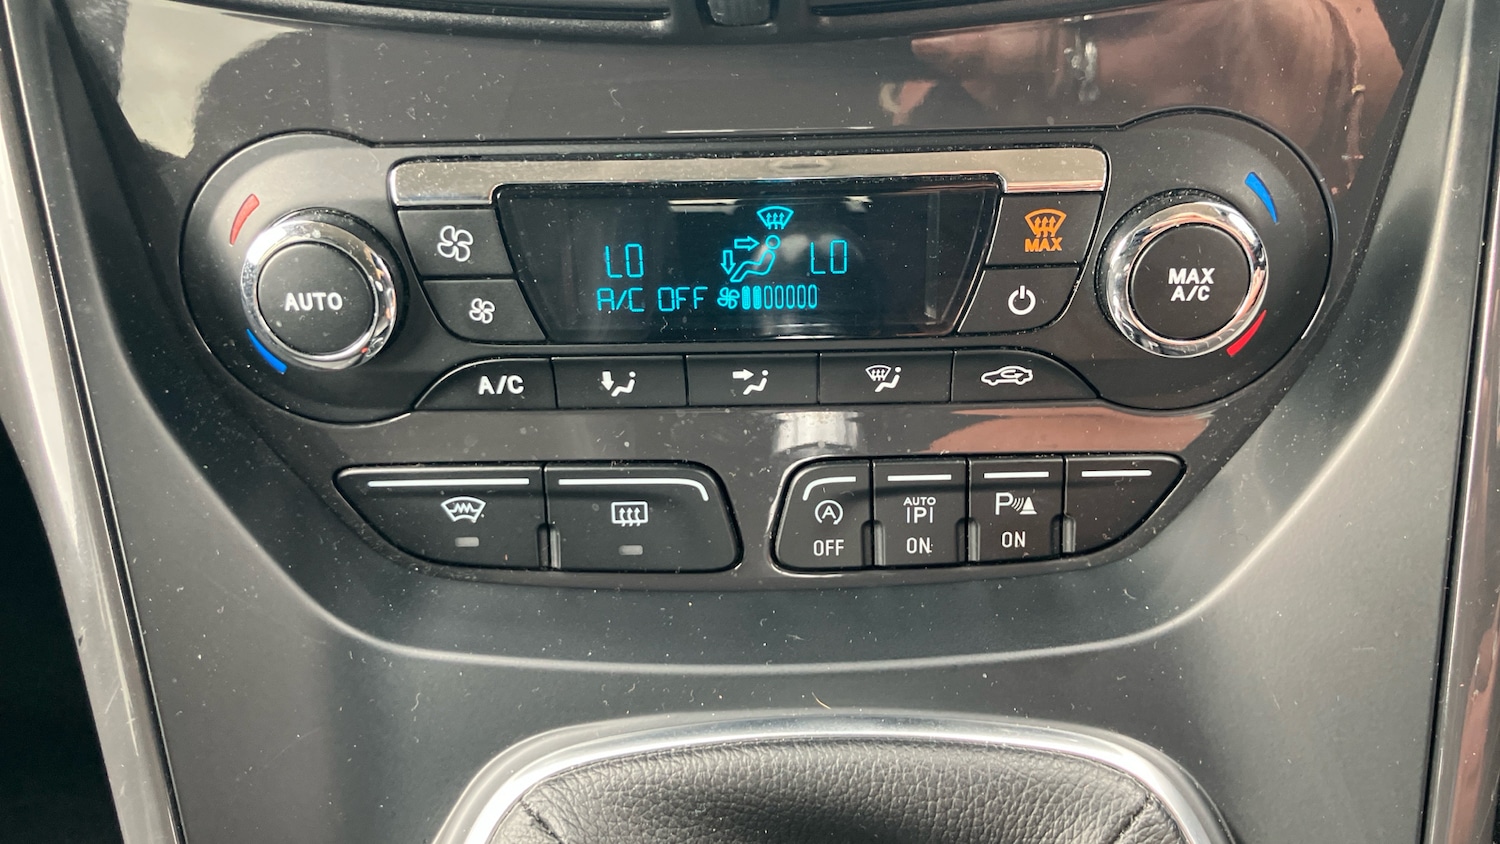 LO LO
A/C OFF
MAX
AUTO
MAX
A/C
A/C
A
OFF
AUTO
P
ON
P
ON